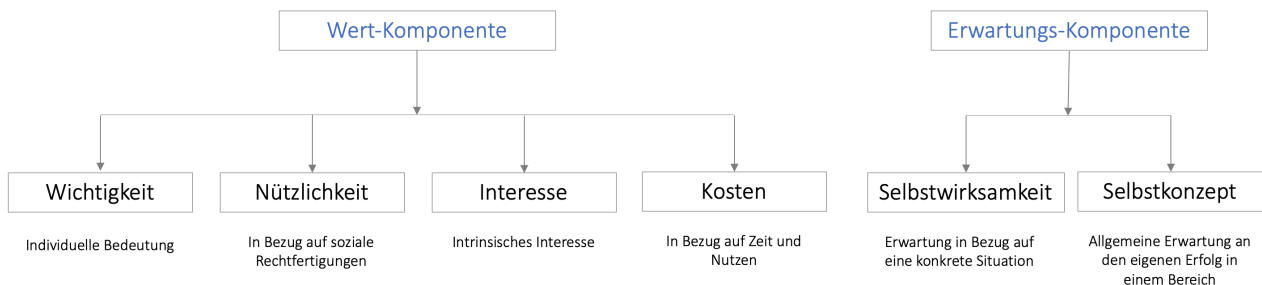 Wert-Komponente
Erwartungs-Komponente
Wichtigkeit
Nützlichkeit
Interesse
Kosten
Selbstwirksamkeit
Selbstkonzept
Individuelle Bedeutung
In Bezug auf soziale
Rechtfertigungen
Intrinsisches Interesse
In Bezug auf Zeit und
Nutzen
Erwartung in Bezug auf
eine konkrete Situation
Allgemeine Erwartung an
den eigenen Erfolg in
einem Bereich